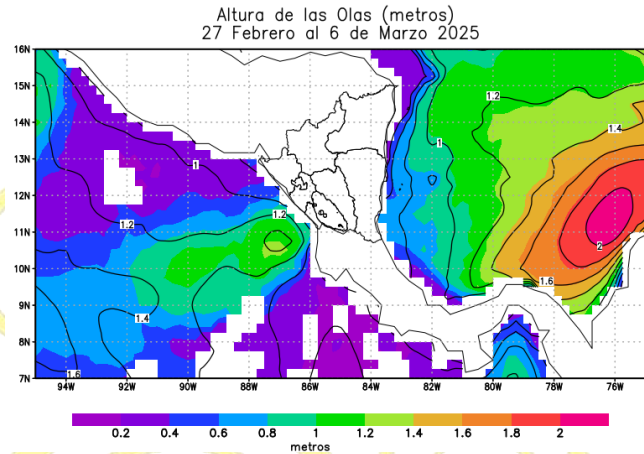 Altura de las Olas (metros)
27 Febrero al 6 de Marzo 2025
16N
15N
14N
13N
12N
11N
10N
9N
8N
7N
1.2
1.4
1.2
1
1
1.2
2
1.6
1.4
1.6
94W 92W 90W 88W 86W 84W 82W 80W 78W 76W
0.2 0.4 0.6 0.8 1 1.2 1.4 1.6 1.8 2
metros